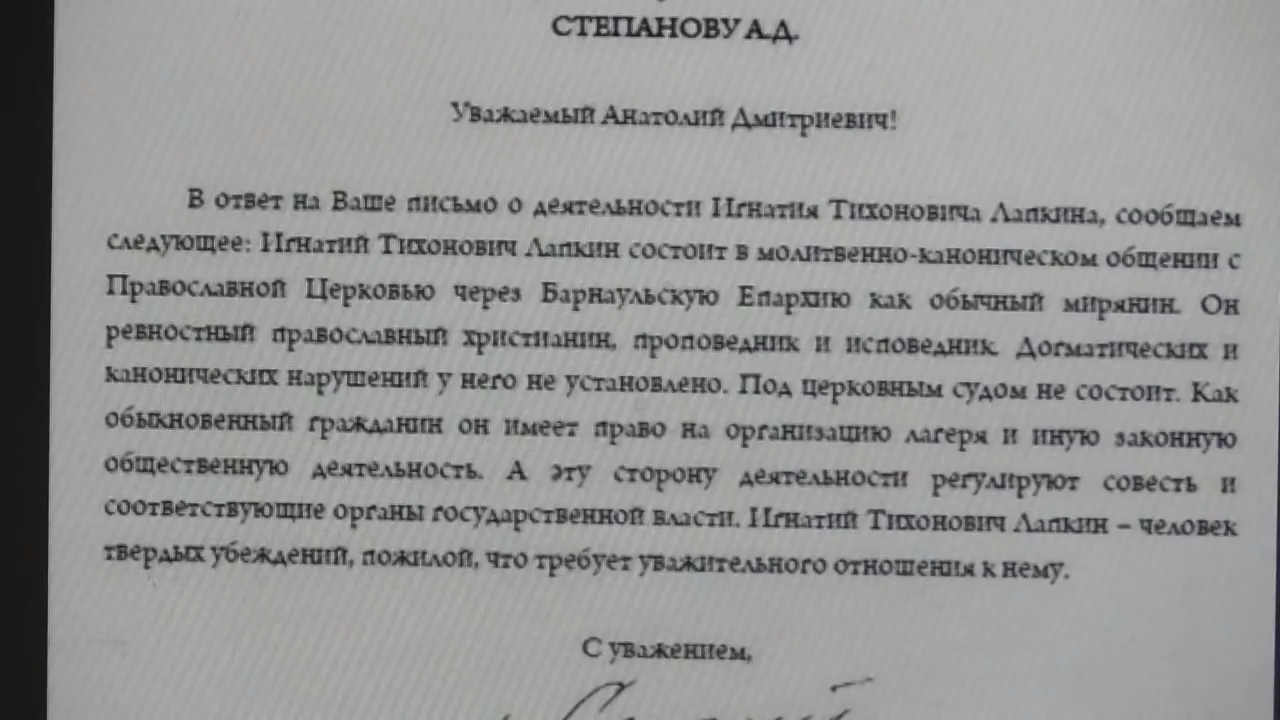 СТЕПАНОВУ А.Д.
Уважаемый Анатолий Дмитриевич!
В ответ на Ваше письмо о деятельности Игнатия Тихоновича Лапкина, сообщаем
следующее: Игнатий Тихонович Лапкин состоит в молитвенно-каноническом общении с
Православной Церковью через Барнаульскую Епархию как обычный мирянин. Он
ревностный православный христианин, проповедник и исповедник. Догматических и
канонических нарушений у него не установлено. Под церковным судом не состоит. Как
обыкновенный гражданин он имеет право на организацию лагеря и иную законную
общественную деятельность. А эту сторону деятельности регулируют совесть и
соответствующие органы государственной власти. Игнатий Тихонович Лапкин – человек
твердых убеждений, пожилой, что требует уважительного отношения к нему.
С уважением,